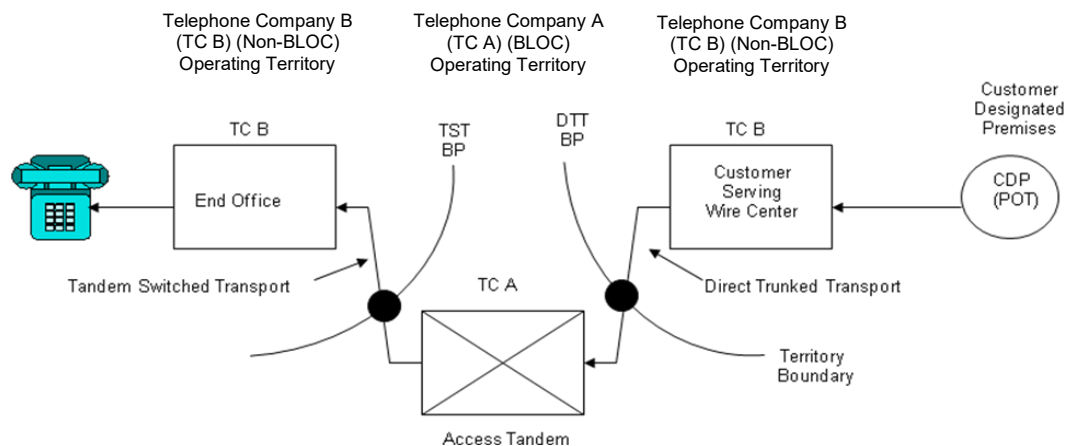 Telephone Company B
(TC B) (Non-BLOC)
Operating Territory
Telephone Company A
(TC A) (BLOC)
Operating Territory
Telephone Company B
(TC B) (Non-BLOC)
Operating Territory
Customer
Designated
Premises
TC B
TST
BP
DTT
BP
TC B
End Office
Customer
Serving
Wire Center
CDP
(POT)
Tandem Switched Transport
TC A
Direct Trunked Transport
Territory
Boundary
Access Tandem